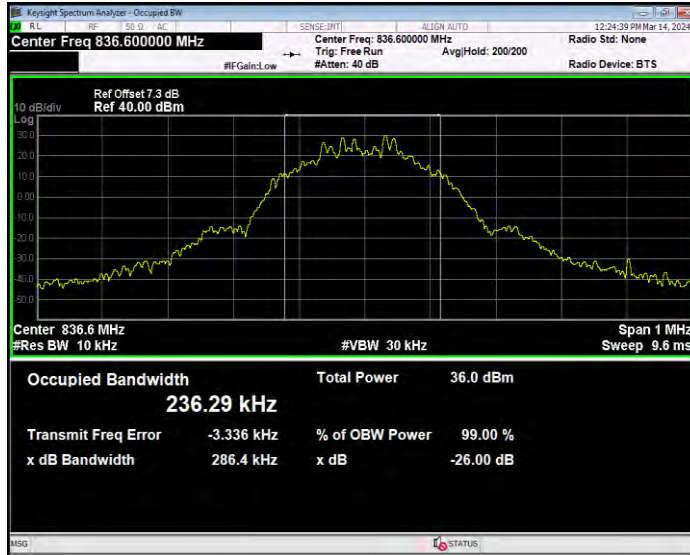 Keysight Spectrum Analyzer - Occupied BW
RL RF 50 Ω AC SENSE:INT ALIGN AUTO 12:24:39 PM Mar 14, 2024
Center Freq 836.600000 MHz Center Freq: 836.600000 MHz Radio Std: None
Trig: Free Run Avg|Hold: 200/200
#IFGain:Low #Atten: 40 dB Radio Device: BTS
Ref Offset 7.3 dB
10 dB/div Ref 40.00 dBm
Log
30.0
20.0
10.0
0.00
-10.0
-20.0
-30.0
-40.0
-50.0
Center 836.6 MHz Span 1 MHz
#Res BW 10 kHz #VBW 30 kHz Sweep 9.6 ms
Occupied Bandwidth Total Power 36.0 dBm
236.29 kHz
Transmit Freq Error -3.336 kHz % of OBW Power 99.00 %
x dB Bandwidth 286.4 kHz x dB -26.00 dB
MSG STATUS